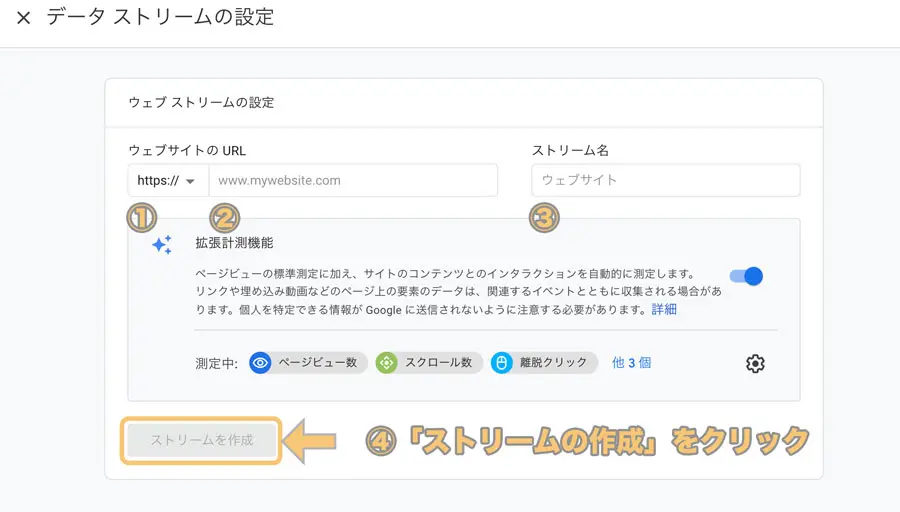 データ ストリームの設定
ウェブ ストリームの設定
ウェブサイトの URL
ストリーム名
https://
www.mywebsite.com
ウェブサイト
①
②
③
拡張計測機能
ページビューの標準測定に加え、サイトのコンテンツとのインタラクションを自動的に測定します。
リンクや埋め込み動画などのページ上の要素のデータは、関連するイベントとともに収集される場合があ
ります。個人を特定できる情報が Google に送信されないように注意する必要があります。詳細
測定中: ページビュー数 スクロール数 離脱クリック 他 3 個
ストリームを作成
④「ストリームの作成」をクリック